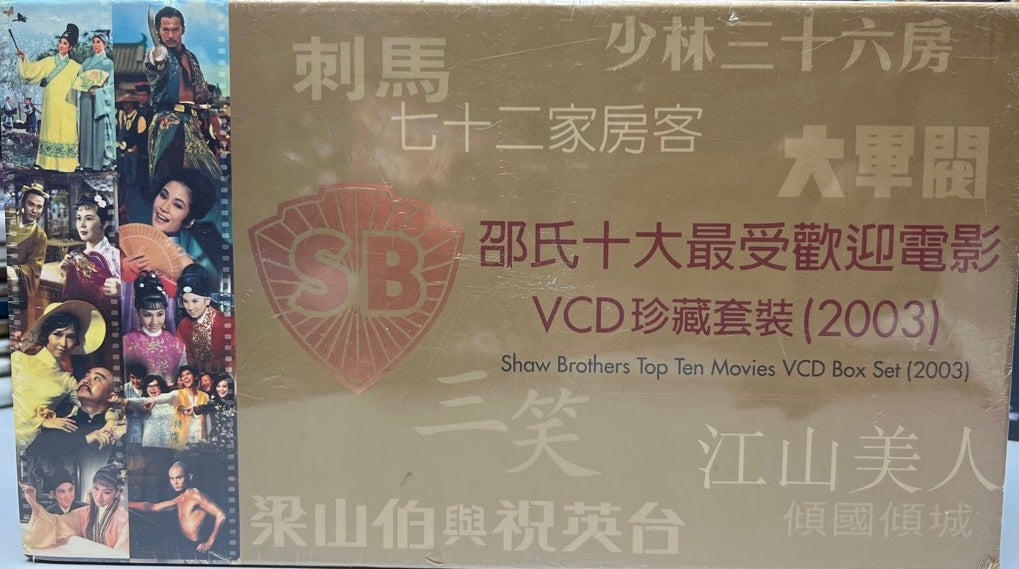 刺馬
少林三十六房
七十二家房客
大軍閥
SB
邵氏十大最受歡迎電影
VCD珍藏套裝(2003)
Shaw Brothers Top Ten Movies VCD Box Set (2003)
三笑
江山美人
傾國傾城
梁山伯與祝英台